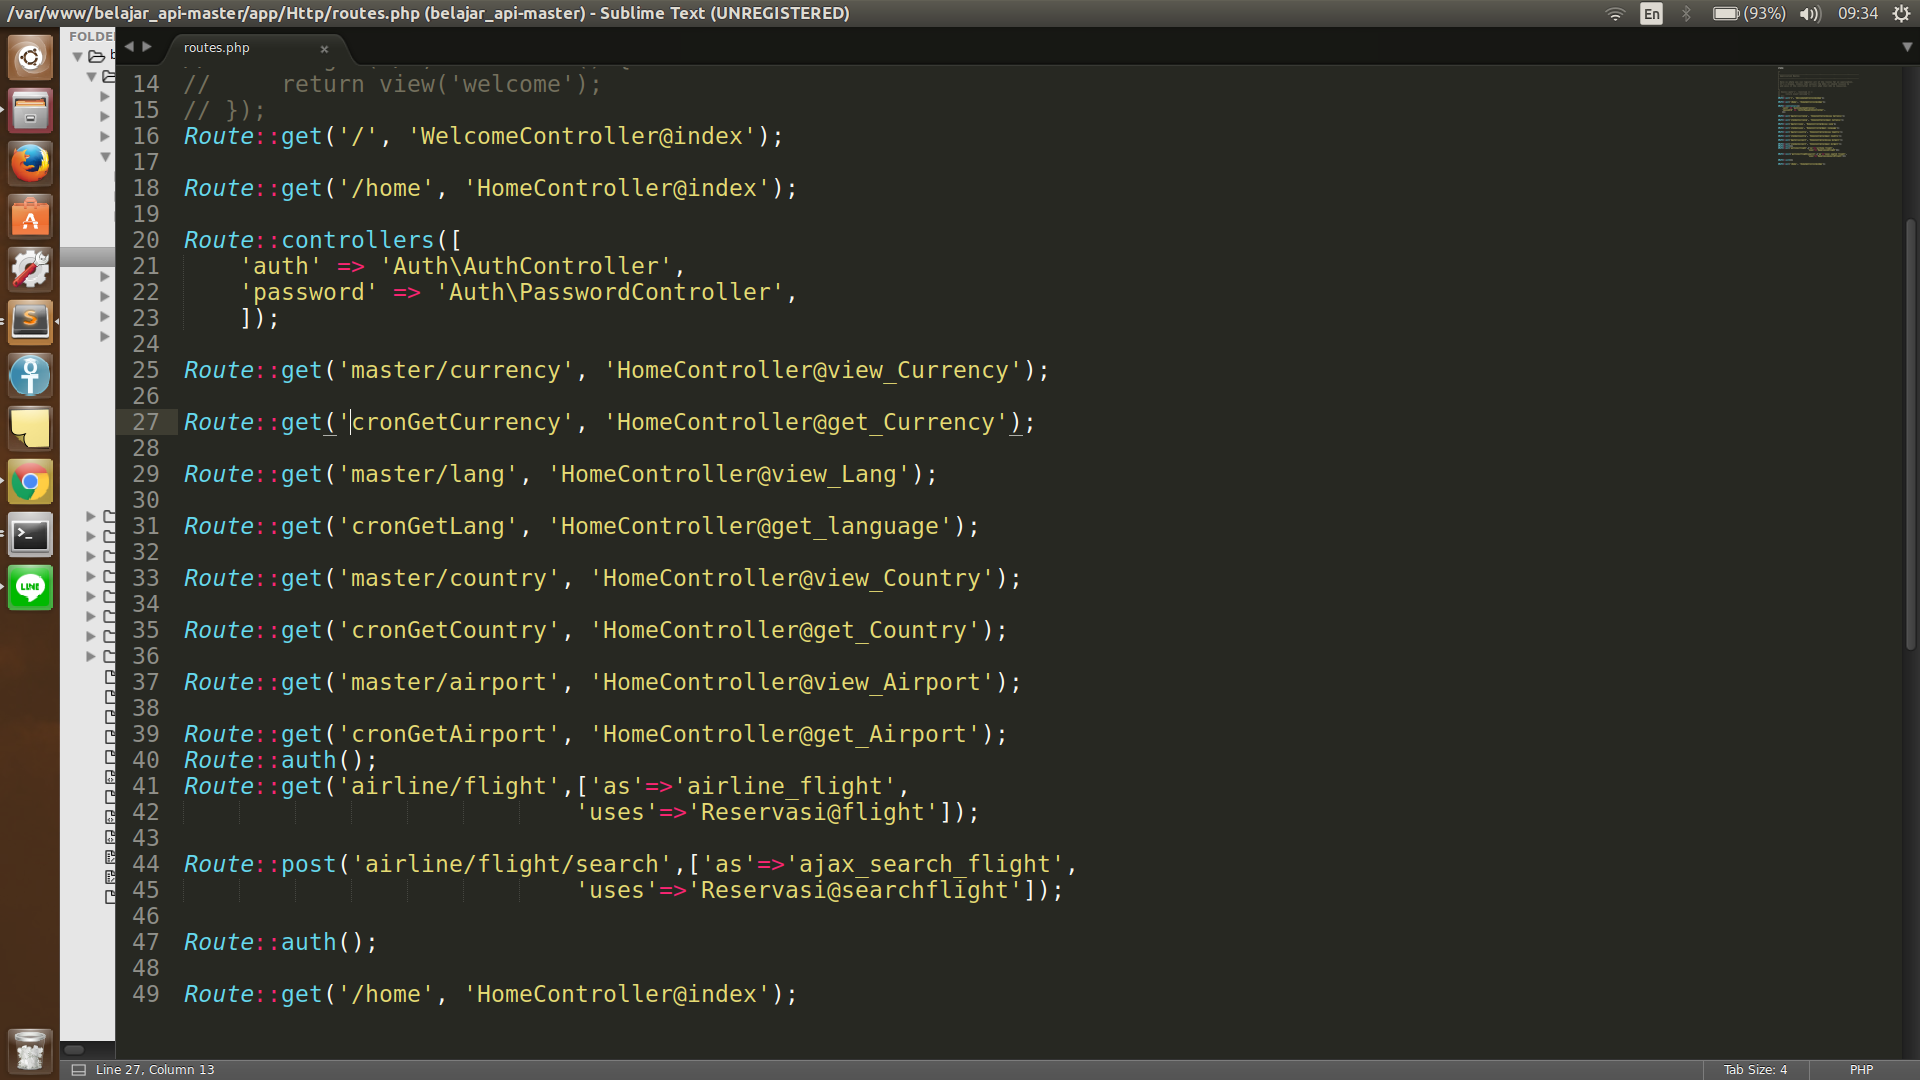 /var/www/belajar_api-master/app/Http/routes.php (belajar_api-master) - Sublime Text (UNREGISTERED)
En
(93%)
09:34
FOLDE
routes.php
14 //     return view('welcome');
15 // });
16 Route::get('/', 'WelcomeController@index');
17
18 Route::get('/home', 'HomeController@index');
19
20 Route::controllers([
21     'auth' => 'Auth\AuthController',
22     'password' => 'Auth\PasswordController',
23     ]);
24
25 Route::get('master/currency', 'HomeController@view_Currency');
26
27 Route::get('cronGetCurrency', 'HomeController@get_Currency');
28
29 Route::get('master/lang', 'HomeController@view_Lang');
30
31 Route::get('cronGetLang', 'HomeController@get_language');
32
33 Route::get('master/country', 'HomeController@view_Country');
34
35 Route::get('cronGetCountry', 'HomeController@get_Country');
36
37 Route::get('master/airport', 'HomeController@view_Airport');
38
39 Route::get('cronGetAirport', 'HomeController@get_Airport');
40 Route::auth();
41 Route::get('airline/flight',['as'=>'airline_flight',
42                             'uses'=>'Reservasi@flight']);
43
44 Route::post('airline/flight/search',['as'=>'ajax_search_flight',
45                             'uses'=>'Reservasi@searchflight']);
46
47 Route::auth();
48
49 Route::get('/home', 'HomeController@index');
LINE
Line 27, Column 13
Tab Size: 4
PHP